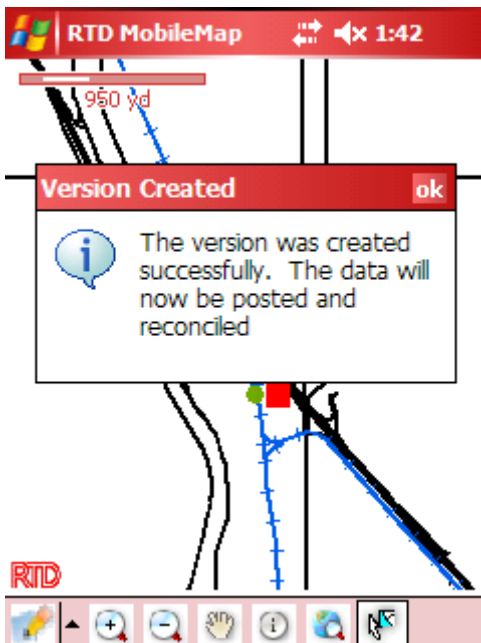 RTD MobileMap 1:42
950 yd
Version Created ok
The version was created
successfully. The data will
now be posted and
reconciled
RTD